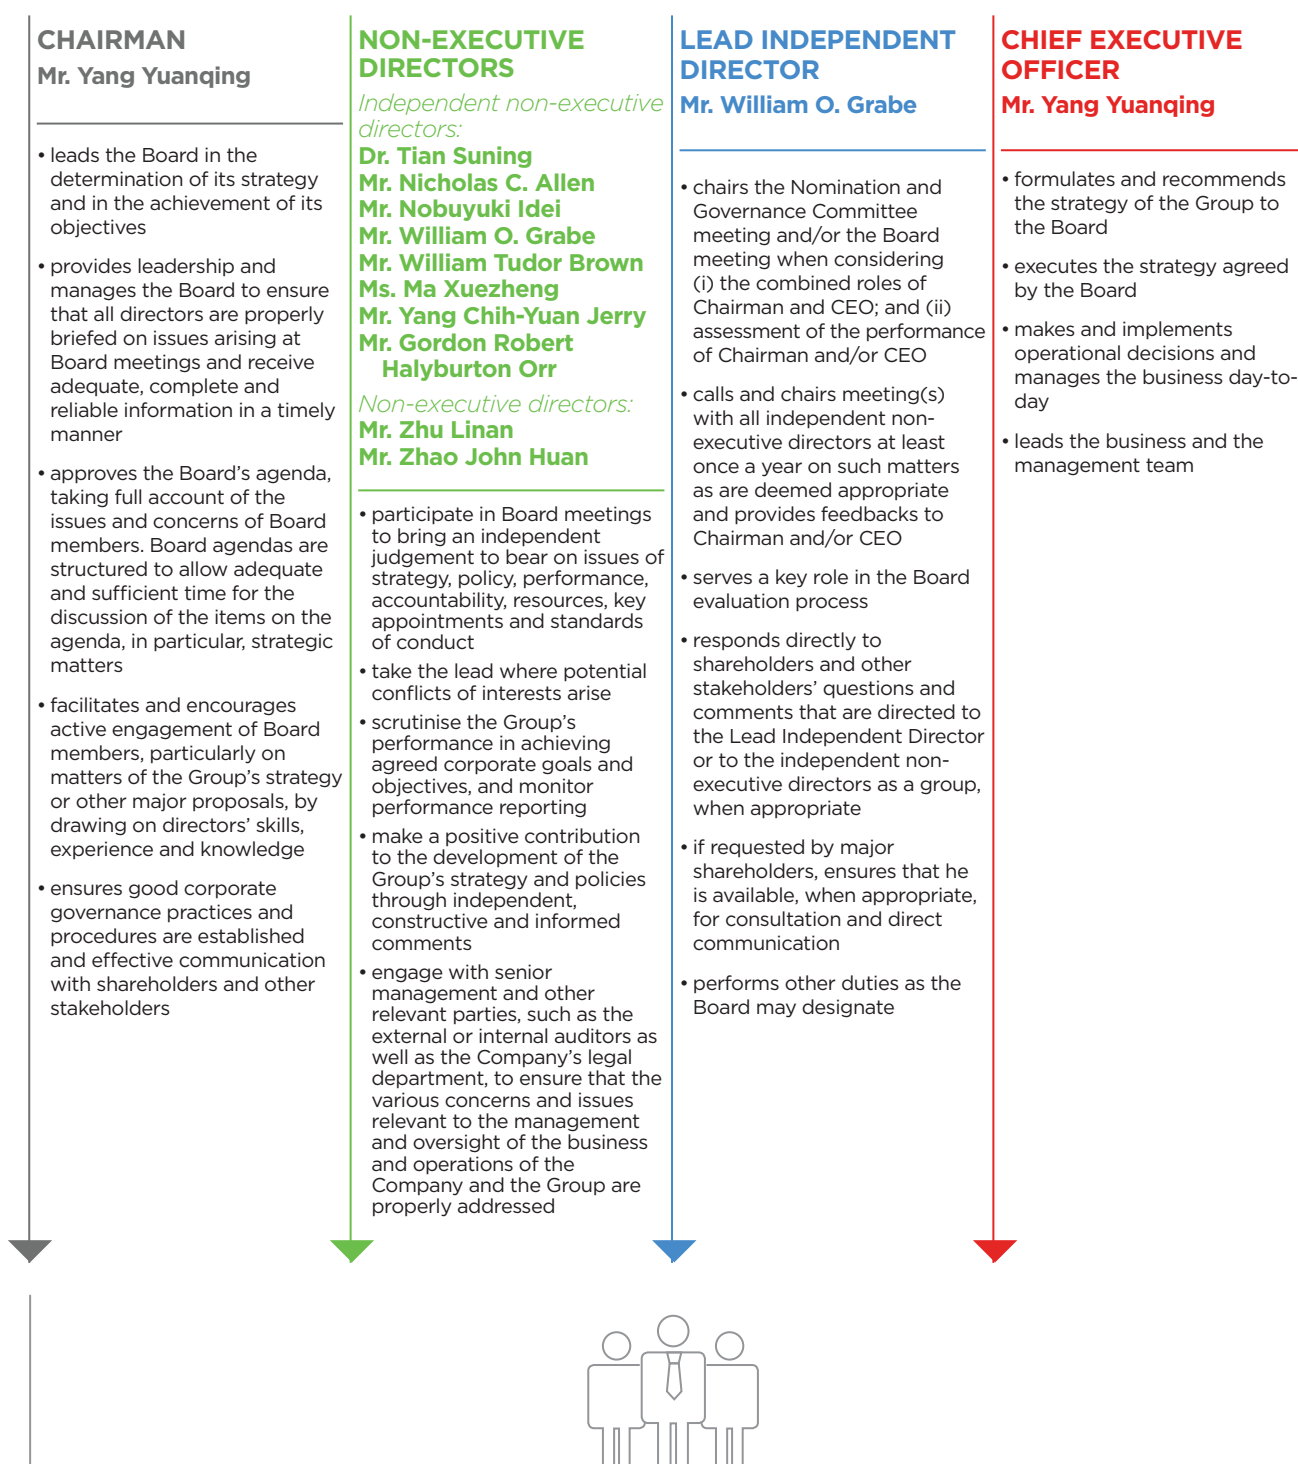 CHAIRMAN
Mr. Yang Yuanqing
• leads the Board in the
determination of its strategy
and in the achievement of its
objectives
• provides leadership and
manages the Board to ensure
that all directors are properly
briefed on issues arising at
Board meetings and receive
adequate, complete and
reliable information in a timely
manner
• approves the Board’s agenda,
taking full account of the
issues and concerns of Board
members. Board agendas are
structured to allow adequate
and sufficient time for the
discussion of the items on the
agenda, in particular, strategic
matters
• facilitates and encourages
active engagement of Board
members, particularly on
matters of the Group’s strategy
or other major proposals, by
drawing on directors’ skills,
experience and knowledge
• ensures good corporate
governance practices and
procedures are established
and effective communication
with shareholders and other
stakeholders
NON-EXECUTIVE
DIRECTORS
Independent non-executive
directors:
Dr. Tian Suning
Mr. Nicholas C. Allen
Mr. Nobuyuki Idei
Mr. William O. Grabe
Mr. William Tudor Brown
Ms. Ma Xuezheng
Mr. Yang Chih-Yuan Jerry
Mr. Gordon Robert
Halyburton Orr
Non-executive directors:
Mr. Zhu Linan
Mr. Zhao John Huan
• participate in Board meetings
to bring an independent
judgement to bear on issues of
strategy, policy, performance,
accountability, resources, key
appointments and standards
of conduct
• take the lead where potential
conflicts of interests arise
• scrutinise the Group’s
performance in achieving
agreed corporate goals and
objectives, and monitor
performance reporting
• make a positive contribution
to the development of the
Group’s strategy and policies
through independent,
constructive and informed
comments
• engage with senior
management and other
relevant parties, such as the
external or internal auditors as
well as the Company’s legal
department, to ensure that the
various concerns and issues
relevant to the management
and oversight of the business
and operations of the
Company and the Group are
properly addressed
LEAD INDEPENDENT
DIRECTOR
Mr. William O. Grabe
• chairs the Nomination and
Governance Committee
meeting and/or the Board
meeting when considering
(i) the combined roles of
Chairman and CEO; and (ii)
assessment of the performance
of Chairman and/or CEO
• calls and chairs meeting(s)
with all independent non-
executive directors at least
once a year on such matters
as are deemed appropriate
and provides feedbacks to
Chairman and/or CEO
• serves a key role in the Board
evaluation process
• responds directly to
shareholders and other
stakeholders’ questions and
comments that are directed to
the Lead Independent Director
or to the independent non-
executive directors as a group,
when appropriate
• if requested by major
shareholders, ensures that he
is available, when appropriate,
for consultation and direct
communication
• performs other duties as the
Board may designate
CHIEF EXECUTIVE
OFFICER
Mr. Yang Yuanqing
• formulates and recommends
the strategy of the Group to
the Board
• executes the strategy agreed
by the Board
• makes and implements
operational decisions and
manages the business day-to-
day
• leads the business and the
management team